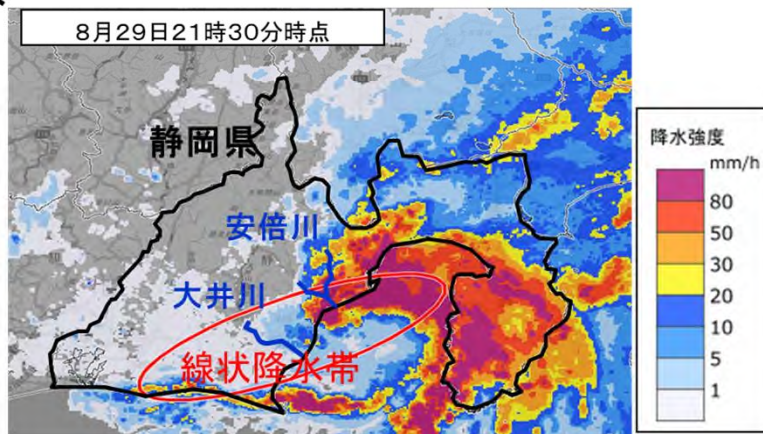 8月29日21時30分時点
静岡県
安倍川
大井川
線状降水帯
降水強度
mm/h
80
50
30
20
10
5
1